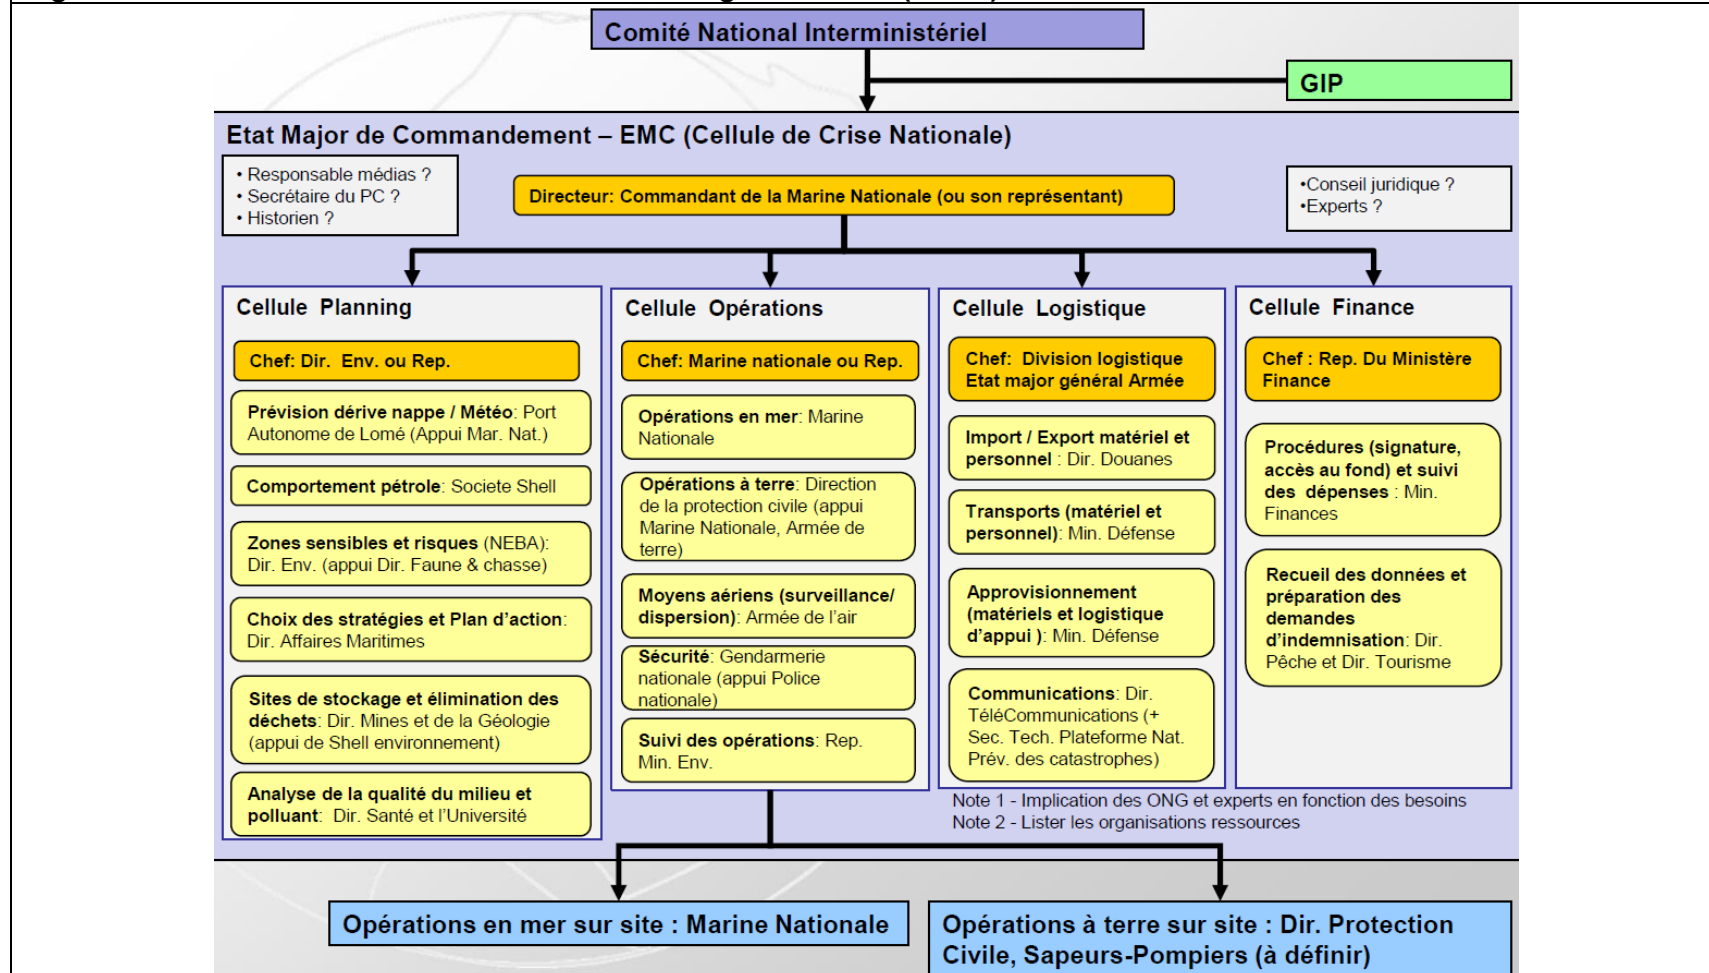 Comité National Interministériel
GIP
Etat Major de Commandement – EMC (Cellule de Crise Nationale)
• Responsable médias ?
• Secrétaire du PC ?
• Historien ?
Directeur: Commandant de la Marine Nationale (ou son représentant)
•Conseil juridique ?
•Experts ?
Cellule Planning
Chef: Dir. Env. ou Rep.
Prévision dérive nappe / Météo: Port
Autonome de Lomé (Appui Mar. Nat.)
Comportement pétrole: Societe Shell
Zones sensibles et risques (NEBA):
Dir. Env. (appui Dir. Faune & chasse)
Choix des stratégies et Plan d'action:
Dir. Affaires Maritimes
Sites de stockage et élimination des
déchets: Dir. Mines et de la Géologie
(appui de Shell environnement)
Analyse de la qualité du milieu et
polluant: Dir. Santé et l'Université
Cellule Opérations
Chef: Marine nationale ou Rep.
Opérations en mer: Marine
Nationale
Opérations à terre: Direction
de la protection civile (appui
Marine Nationale, Armée de
terre)
Moyens aériens (surveillance/
dispersion): Armée de l'air
Sécurité: Gendarmerie
nationale (appui Police
nationale)
Suivi des opérations: Rep.
Min. Env.
Cellule Logistique
Chef: Division logistique
Etat major général Armée
Import / Export matériel et
personnel : Dir. Douanes
Transports (matériel et
personnel): Min. Défense
Approvisionnement
(matériels et logistique
d'appui ): Min. Défense
Communications: Dir.
TéléCommunications (+
Sec. Tech. Plateforme Nat.
Prév. des catastrophes)
Cellule Finance
Chef : Rep. Du Ministère
Finance
Procédures (signature,
accès au fond) et suivi
des dépenses : Min.
Finances
Recueil des données et
préparation des
demandes
d'indemnisation: Dir.
Pêche et Dir. Tourisme
Note 1 - Implication des ONG et experts en fonction des besoins
Note 2 - Lister les organisations ressources
Opérations en mer sur site : Marine Nationale
Opérations à terre sur site : Dir. Protection
Civile, Sapeurs-Pompiers (à définir)